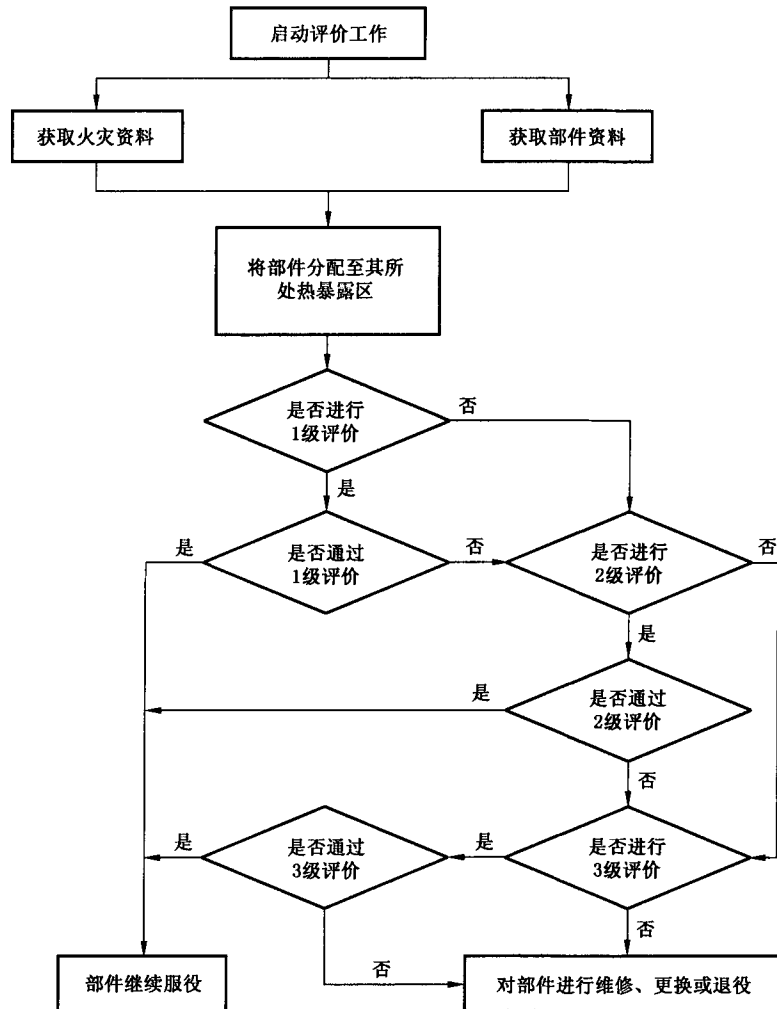 启动评价工作
获取火灾资料
获取部件资料
将部件分配至其所
处热暴露区
是否进行
1级评价
否
是
是
是否通过
1级评价
否
是否进行
2级评价
否
是
是
是否通过
2级评价
否
是
是否通过
3级评价
是
是否进行
3级评价
否
部件继续服役
否
对部件进行维修、更换或退役